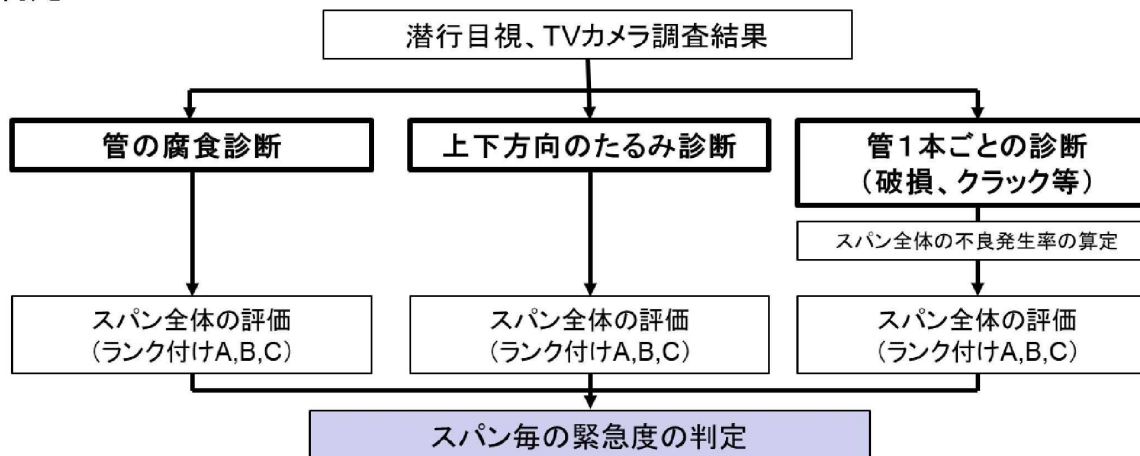 潜行目視、TVカメラ調査結果
管の腐食診断
上下方向のたるみ診断
管1本ごとの診断
(破損、クラック等)
スパン全体の不良発生率の算定
スパン全体の評価
(ランク付けA,B,C)
スパン全体の評価
(ランク付けA,B,C)
スパン全体の評価
(ランク付けA,B,C)
スパン毎の緊急度の判定